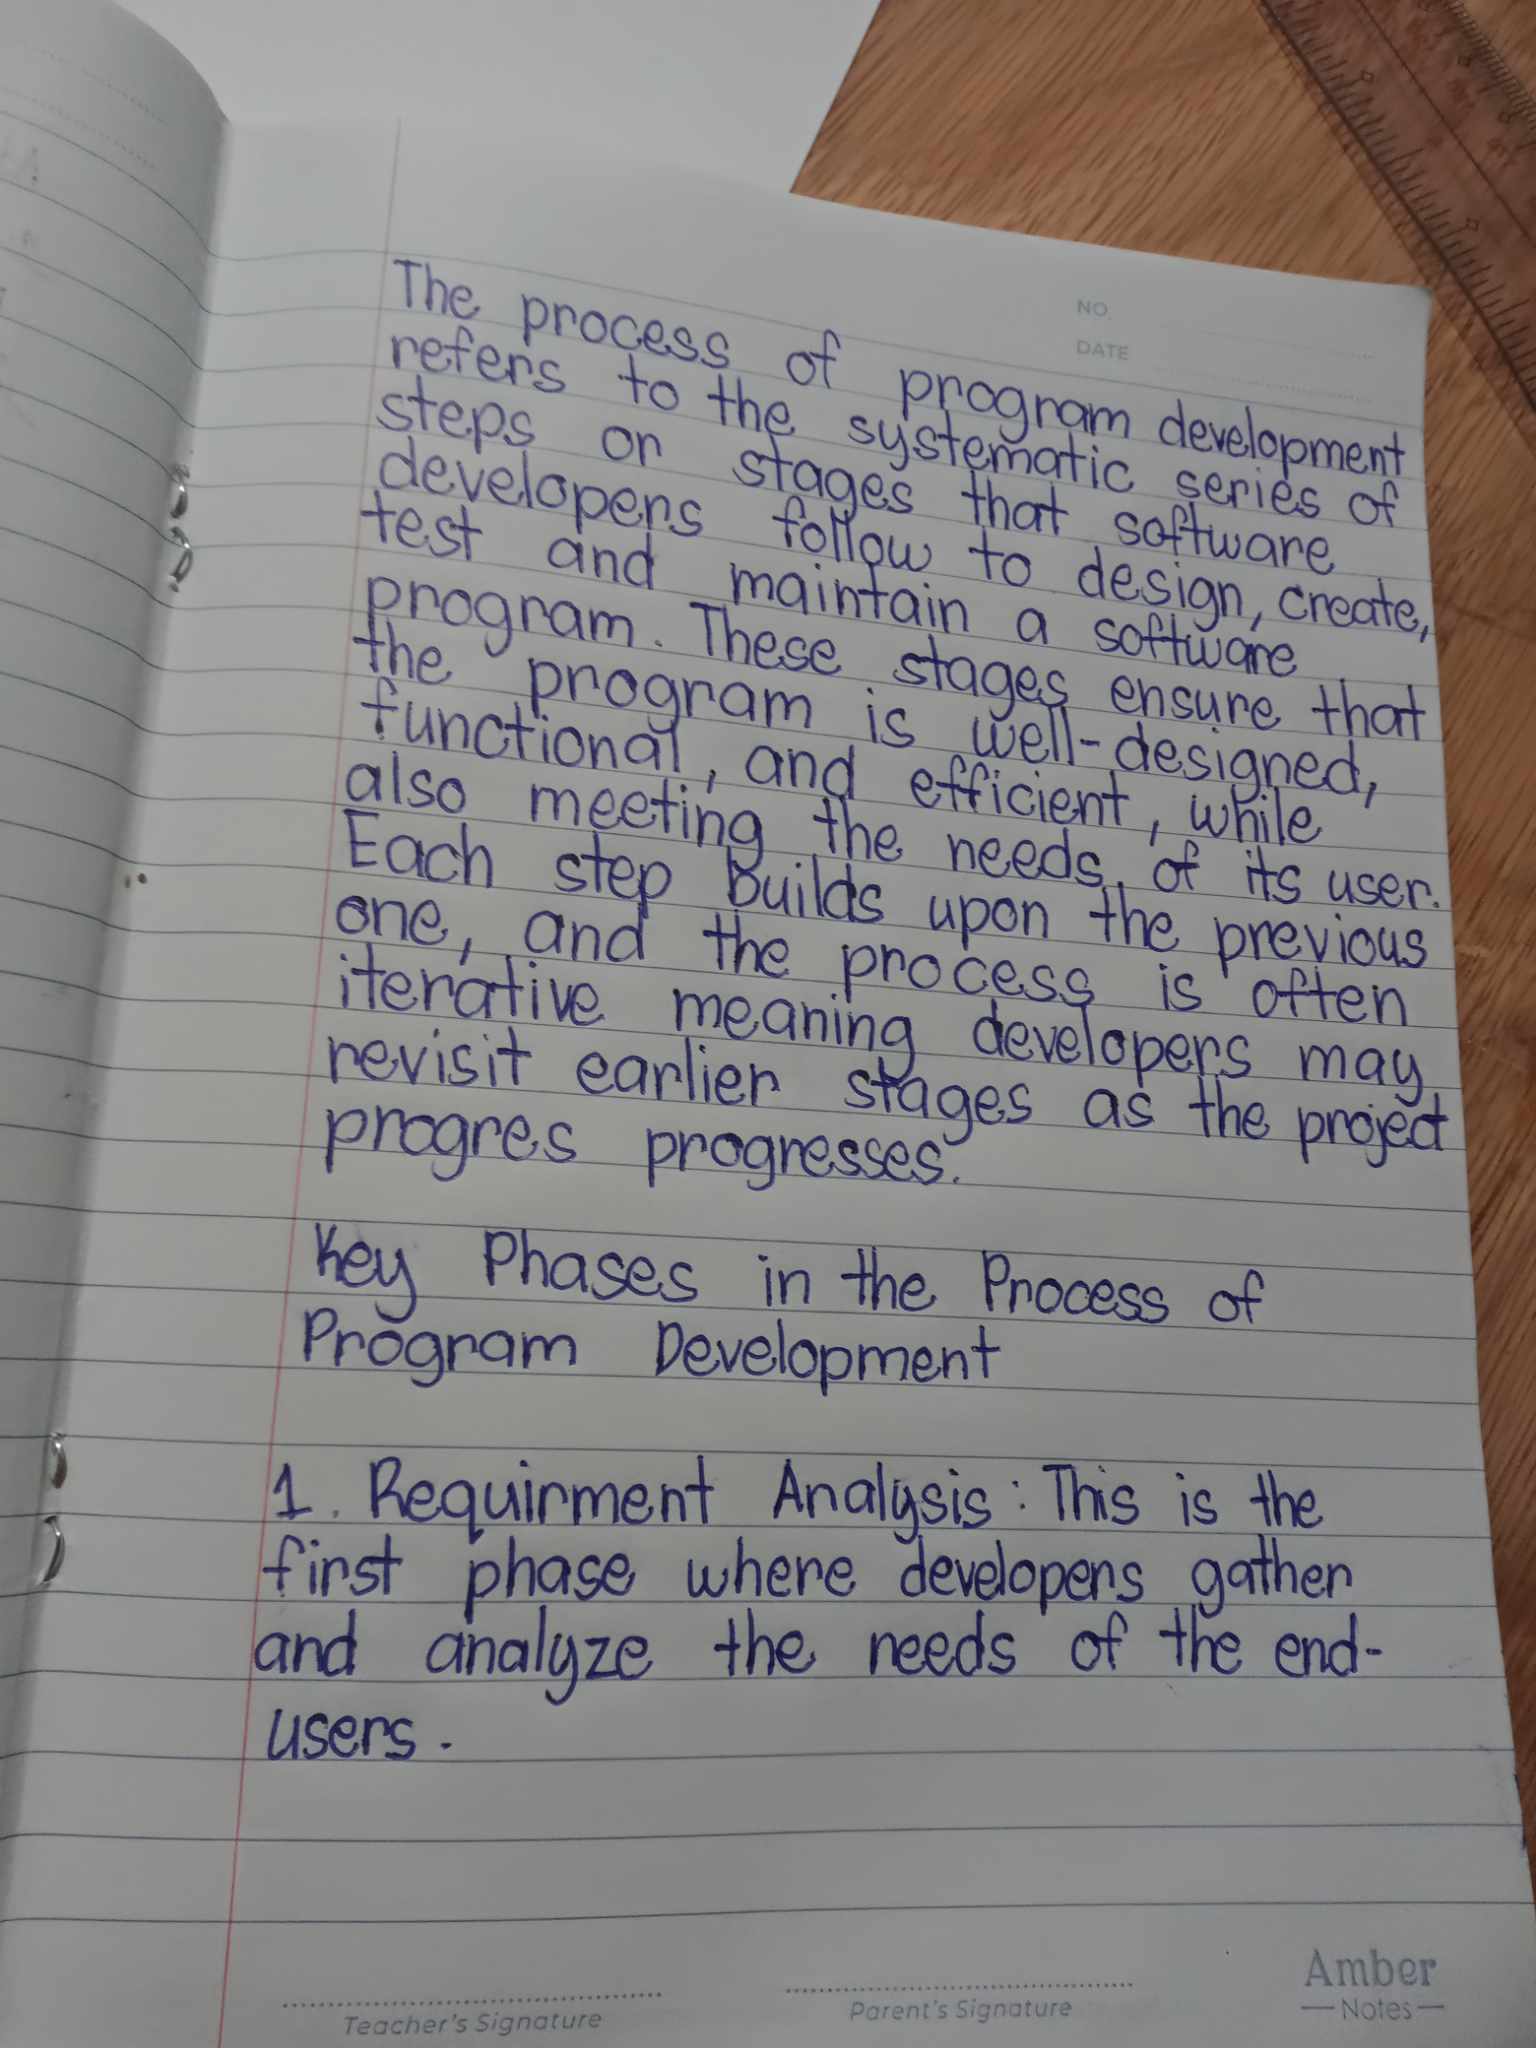 NO
DATE
The process of program development
refers to the systematic series of
steps or stages that software
developers follow to design, create,
test and maintain a software
program. These stages ensure that
the program is well-designed,
functional, and efficient, while
also meeting the needs of its user.
Each step builds upon the previous
one, and the process is often
iterative meaning developers may
revisit earlier stages as the project
progres progresses.
Key Phases in the Process of
Program Development
1. Requirment Analysis: This is the
first phase where developers gather
and analyze the needs of the end-
users.
Teacher's Signature
Parent's Signature
Amber
Notes